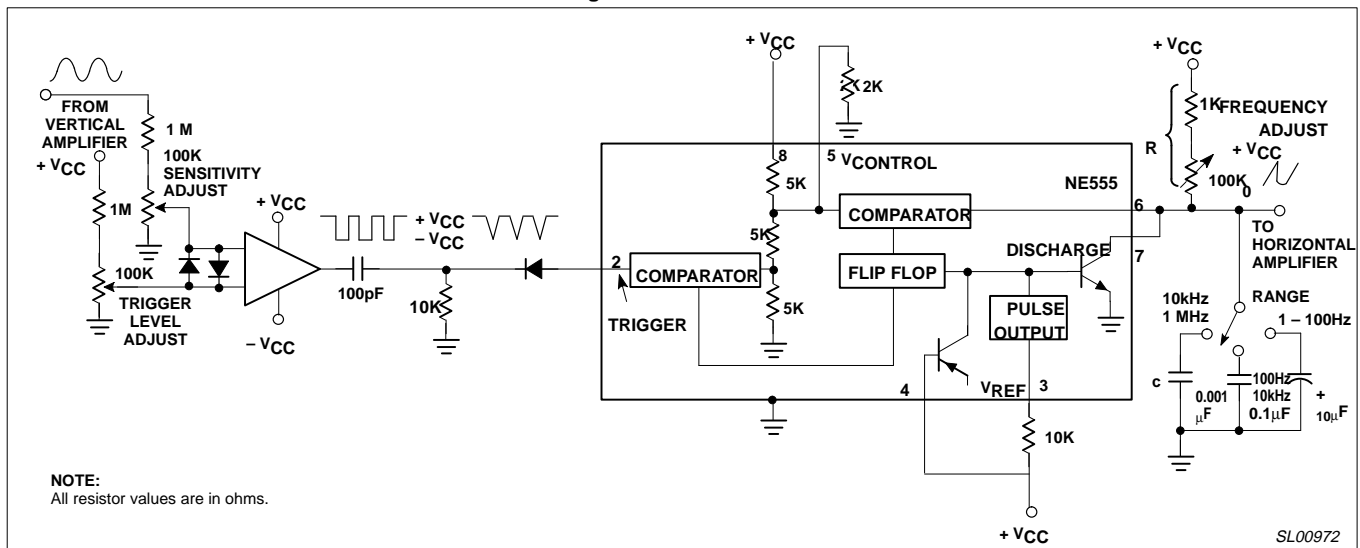 + VCC
+ VCC
FROM
VERTICAL
AMPLIFIER
1 M
2K
1K
FREQUENCY
ADJUST
R
+ VCC
100K
SENSITIVITY
ADJUST
+ VCC
8
5
VCONTROL
NE555
+ VCC
100K
0
1M
+ VCC
5K
+ VCC
– VCC
COMPARATOR
6
TO
HORIZONTAL
AMPLIFIER
5K
DISCHARGE
7
100K
TRIGGER
LEVEL
ADJUST
– VCC
100pF
10K
2
COMPARATOR
FLIP FLOP
TRIGGER
5K
PULSE
OUTPUT
10kHz
1 MHz
RANGE
1 – 100Hz
4
VREF
3
c
0.001
µF
100Hz
10kHz
0.1µF
+
10µF
10K
NOTE:
All resistor values are in ohms.
+ VCC
SL00972